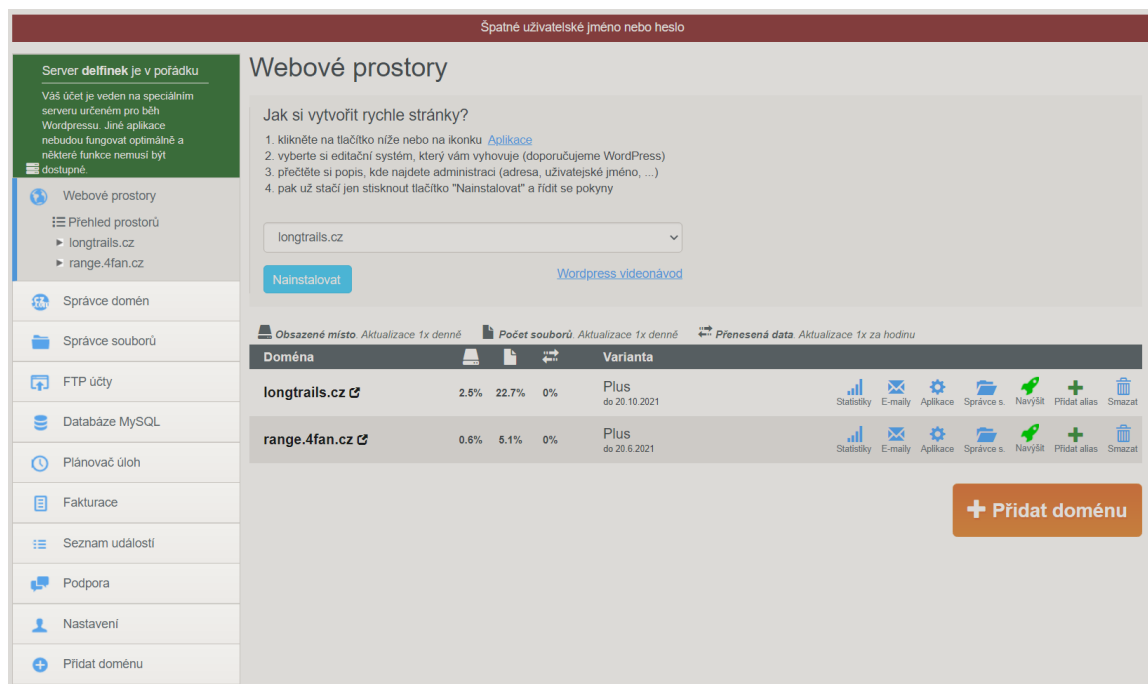 Špatné uživatelské jméno nebo heslo
Server delfinek je v pořádku
Váš účet je veden na speciálním
serveru určeném pro běh
Wordpressu. Jiné aplikace
nebudou fungovat optimálně a
některé funkce nemusí být
dostupné.
Webové prostory
Přehled prostorů
longtrails.cz
range.4fan.cz
Správce domén
Správce souborů
FTP účty
Databáze MySQL
Plánovač úloh
Fakturace
Seznam událostí
Podpora
Nastavení
Přidat doménu
Webové prostory
Jak si vytvořit rychle stránky?
1. klikněte na tlačítko níže nebo na ikonku Aplikace
2. vyberte si editační systém, který vám vyhovuje (doporučujeme WordPress)
3. přečtěte si popis, kde najdete administraci (adresa, uživatejské jméno, ...)
4. pak už stačí jen stisknout tlačítko "Nainstalovat" a řídit se pokyny
longtrails.cz
Nainstalovat Wordpress videonávod
Obsazené místo. Aktualizace 1x denně Počet souborů. Aktualizace 1x denně Přenesená data. Aktualizace 1x za hodinu
Doména Varianta
longtrails.cz 2.5% 22.7% 0% Plus
do 20.10.2021 Statistiky E-maily Aplikace Správce s. Navýšit Přidat alias Smazat
range.4fan.cz 0.6% 5.1% 0% Plus
do 20.6.2021 Statistiky E-maily Aplikace Správce s. Navýšit Přidat alias Smazat
Přidat doménu